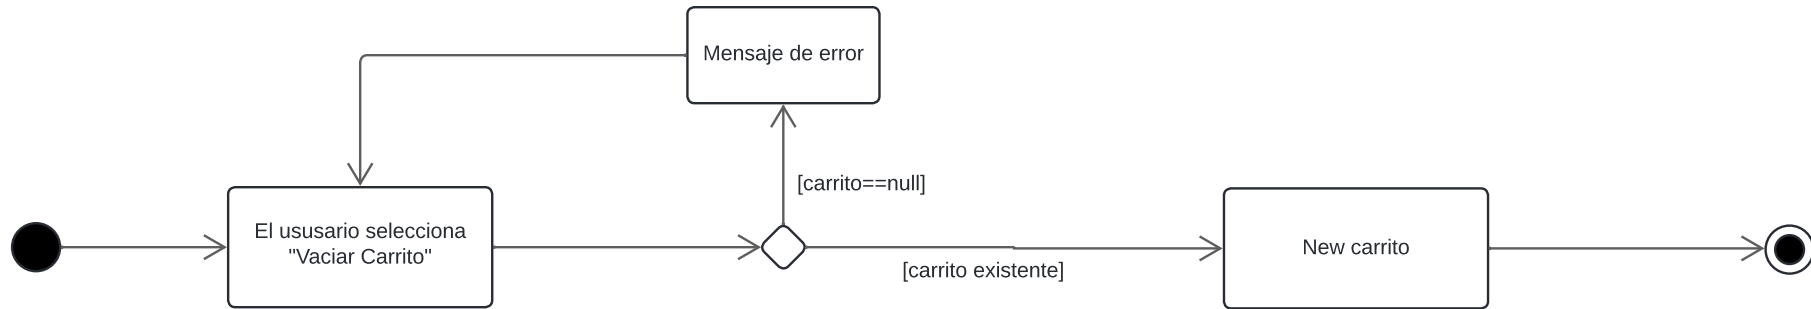 Mensaje de error
[carrito==null]
El ususario selecciona
"Vaciar Carrito"
New carrito
[carrito existente]